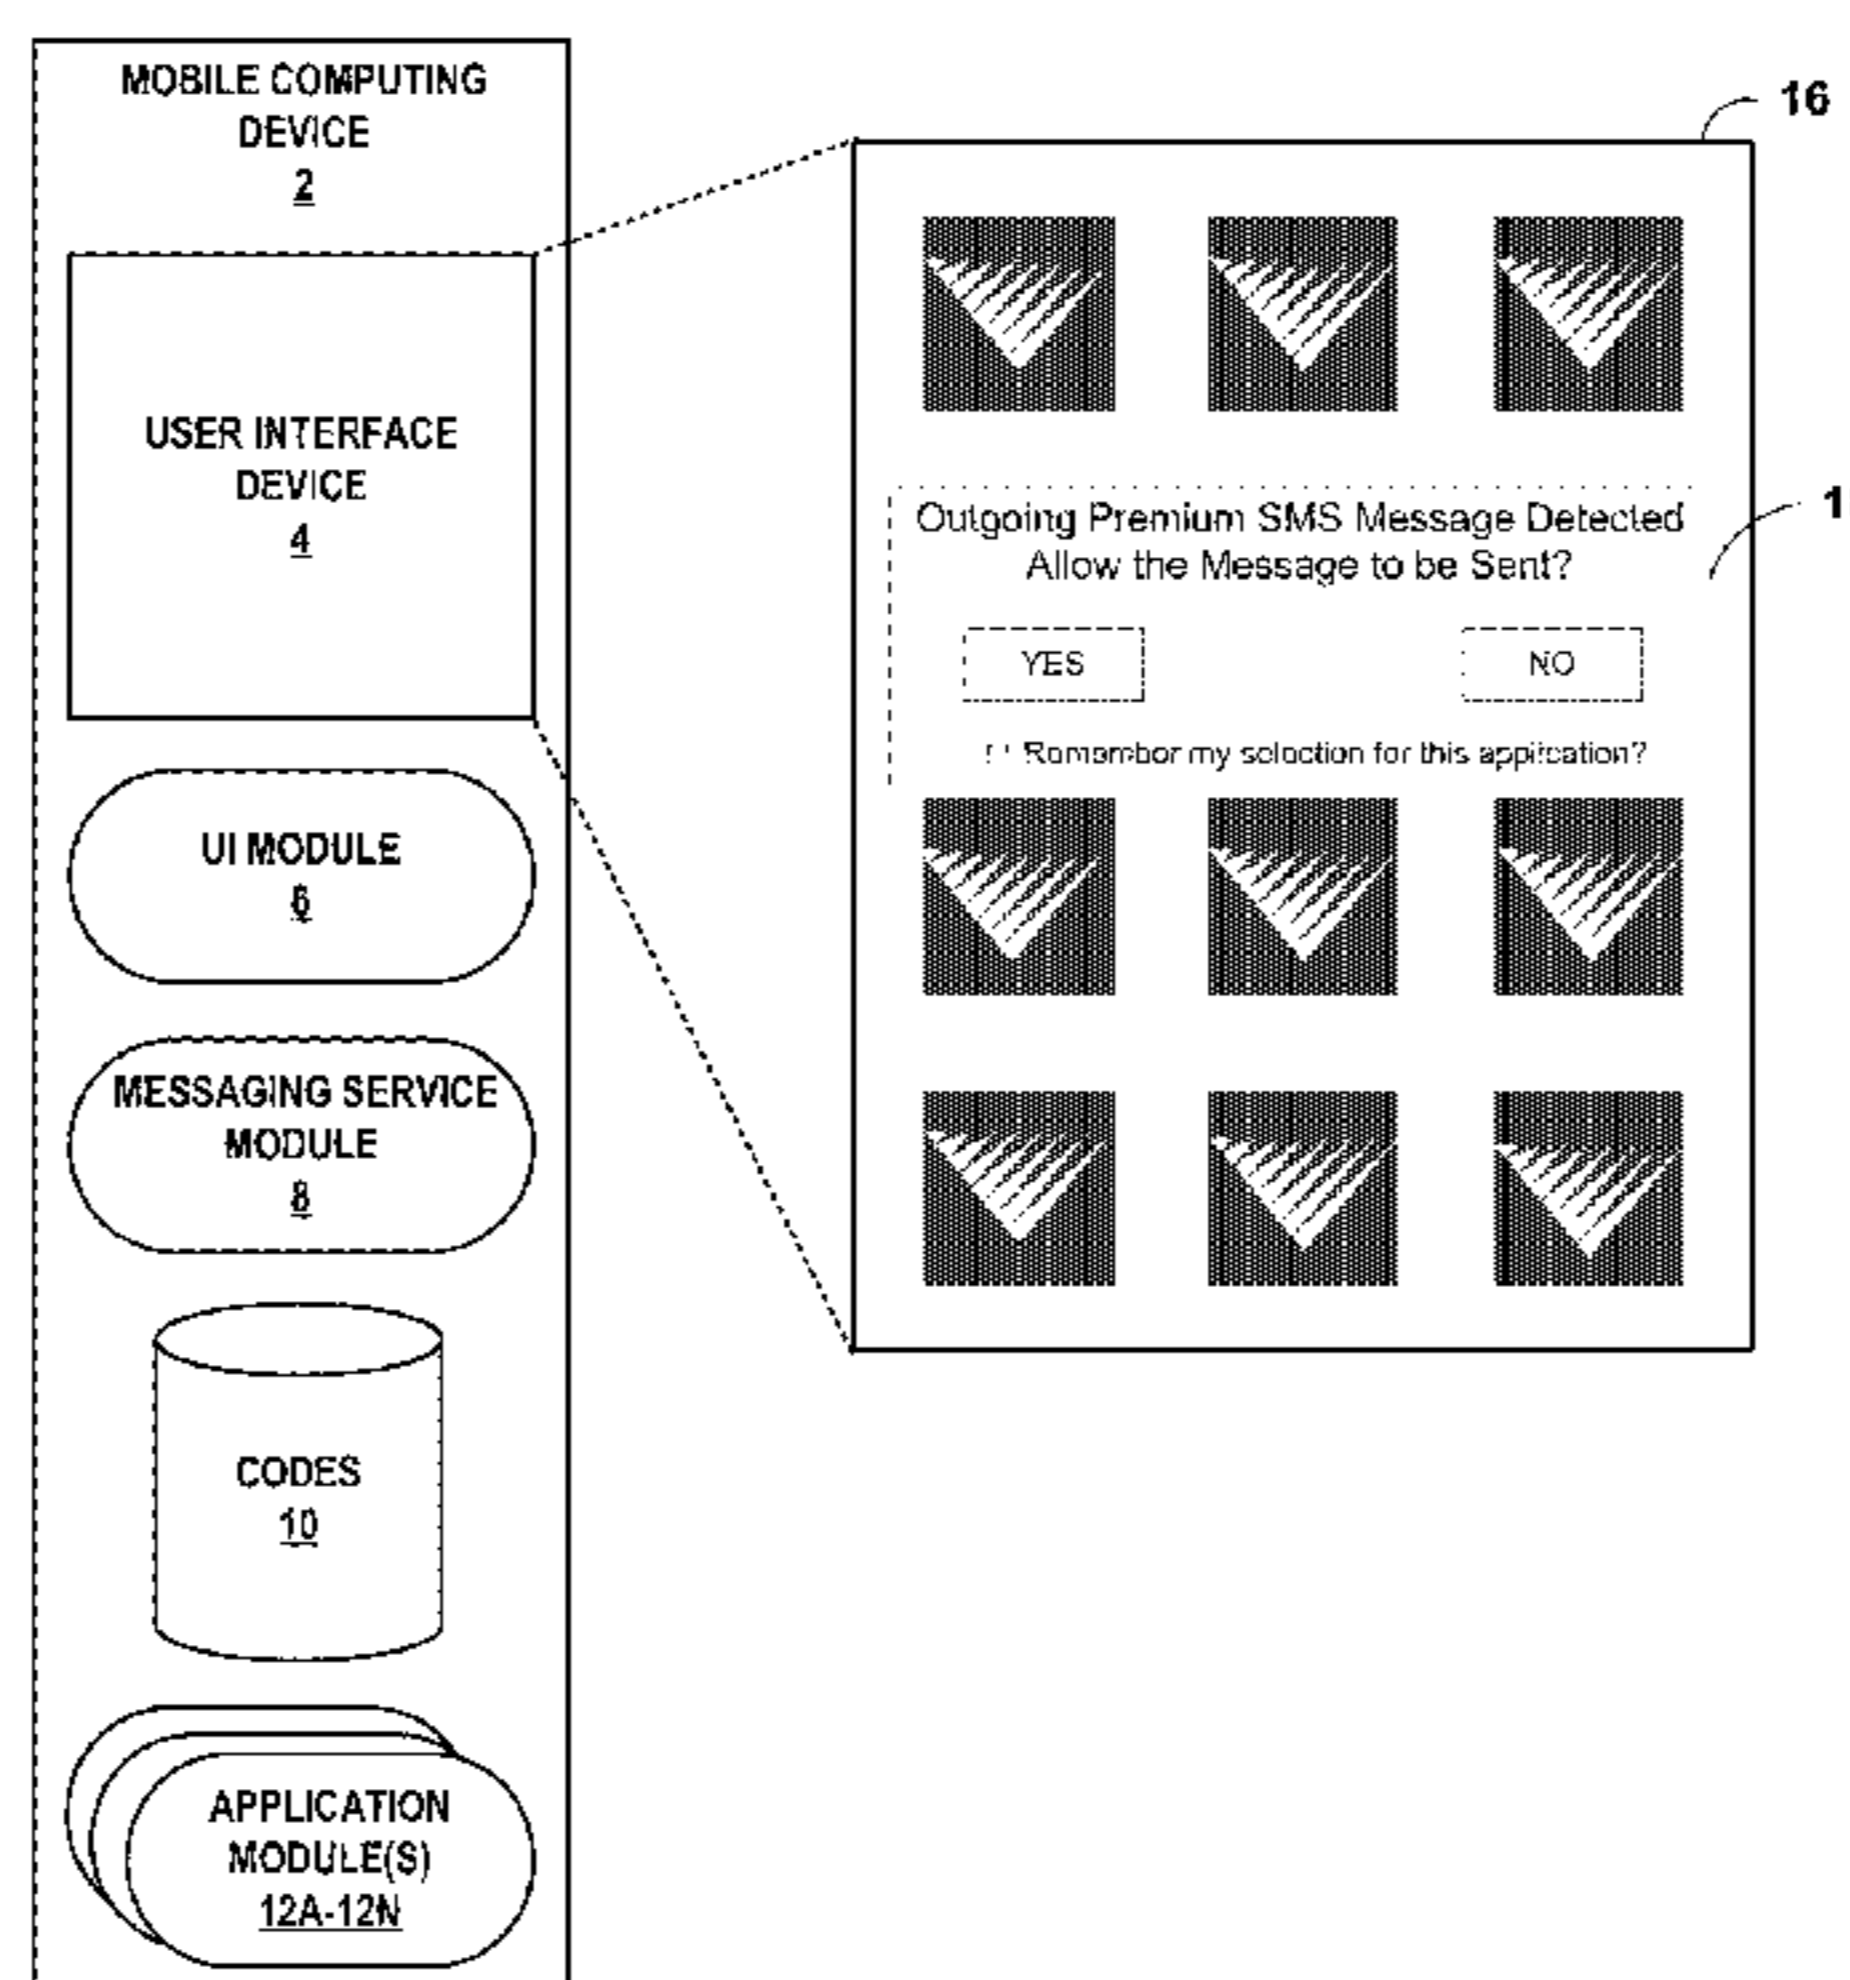 MOBILE COMPUTING
DEVICE
2
USER INTERFACE
DEVICE
4
UI MODULE
6
MESSAGING SERVICE
MODULE
8
CODES
10
APPLICATION
MODULE(S)
12A-12N
16
Outgoing Premium SMS Message Detected
Allow the Message to be Sent?
YES
NO
Remember my selection for this application?